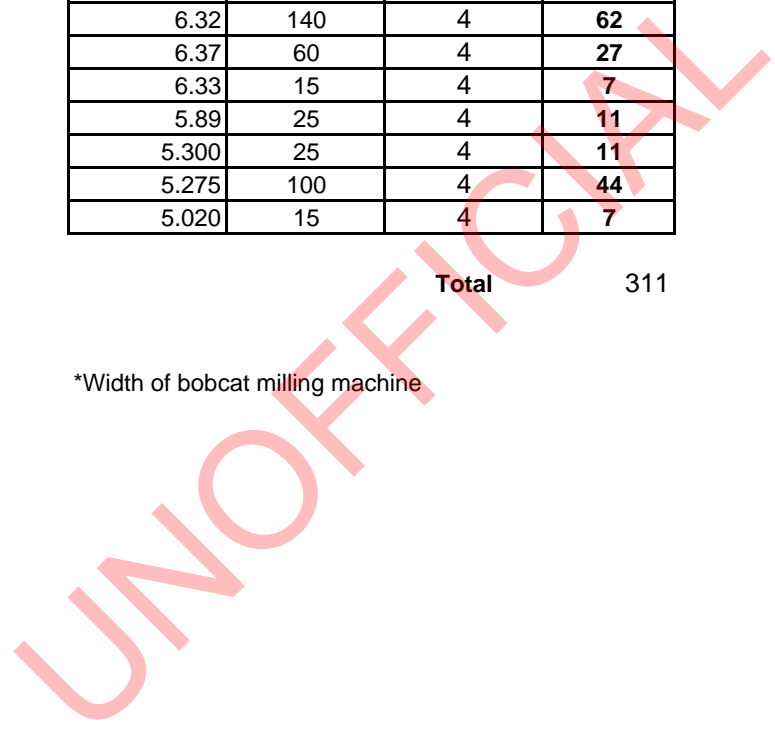 6.32 140 4 62
6.37 60 4 27
6.33 15 4 7
5.89 25 4 11
5.300 25 4 11
5.275 100 4 44
5.020 15 4 7
Total 311
*Width of bobcat milling machine
UNOFFICIAL